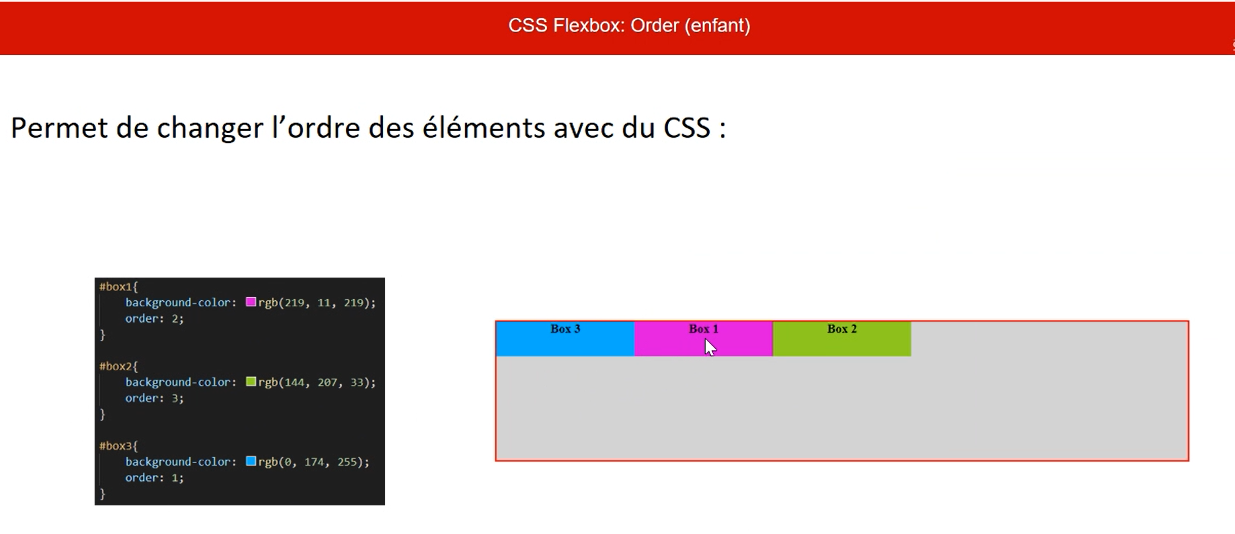 CSS Flexbox: Order (enfant)
Permet de changer l’ordre des éléments avec du CSS :
#box1{
background-color: rgb(219, 11, 219);
order: 2;
}
#box2{
background-color: rgb(144, 207, 33);
order: 3;
}
#box3{
background-color: rgb(0, 174, 255);
order: 1;
}
Box 3 Box 1 Box 2